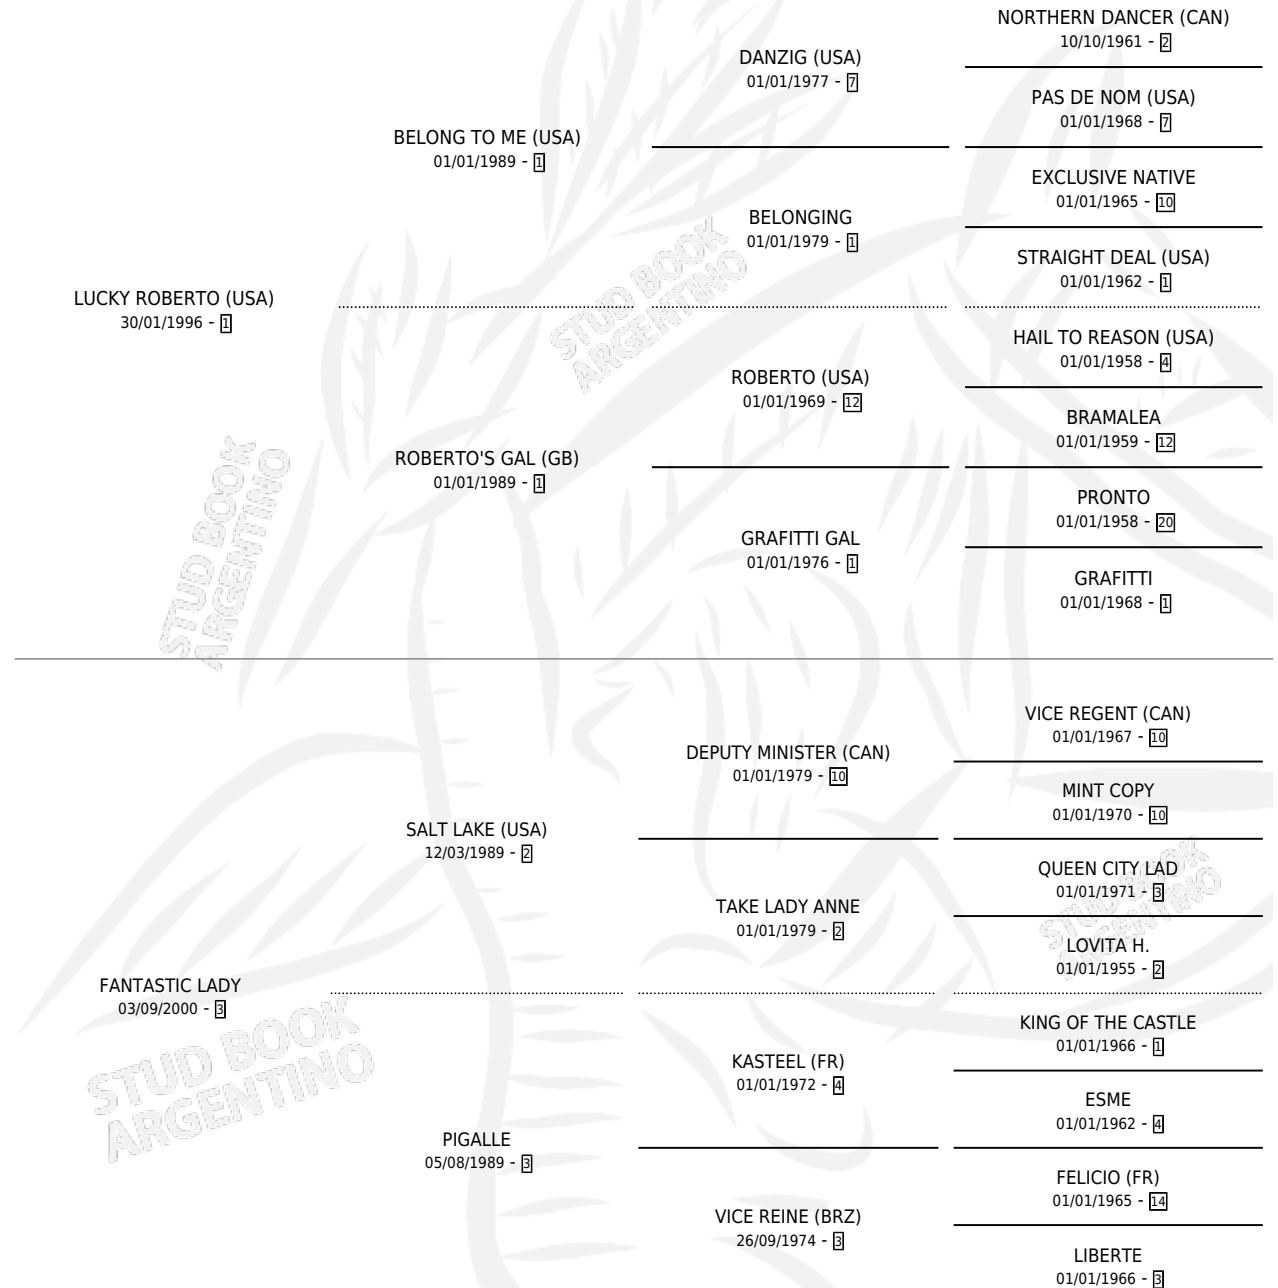 NORTHERN DANCER (CAN)
10/10/1961 - 2
DANZIG (USA)
01/01/1977 - 7
PAS DE NOM (USA)
01/01/1968 - 7
BELONG TO ME (USA)
01/01/1989 - 1
EXCLUSIVE NATIVE
01/01/1965 - 10
BELONGING
01/01/1979 - 1
STRAIGHT DEAL (USA)
01/01/1962 - 1
LUCKY ROBERTO (USA)
30/01/1996 - 1
HAIL TO REASON (USA)
01/01/1958 - 4
ROBERTO (USA)
01/01/1969 - 12
BRAMALEA
01/01/1959 - 12
ROBERTO'S GAL (GB)
01/01/1989 - 1
PRONTO
01/01/1958 - 20
GRAFITTI GAL
01/01/1976 - 1
GRAFITTI
01/01/1968 - 1
VICE REGENT (CAN)
01/01/1967 - 10
DEPUTY MINISTER (CAN)
01/01/1979 - 10
MINT COPY
01/01/1970 - 10
SALT LAKE (USA)
12/03/1989 - 2
QUEEN CITY LAD
01/01/1971 - 3
TAKE LADY ANNE
01/01/1979 - 2
LOVITA H.
01/01/1955 - 2
FANTASTIC LADY
03/09/2000 - 3
KING OF THE CASTLE
01/01/1966 - 1
KASTEEL (FR)
01/01/1972 - 4
ESME
01/01/1962 - 4
PIGALLE
05/08/1989 - 3
FELICIO (FR)
01/01/1965 - 14
VICE REINE (BRZ)
26/09/1974 - 3
LIBERTE
01/01/1966 - 3
STUD BOOK
ARGENTINO
STUD BOOK
ARGENTINO
STUD BOOK
ARGENTINO
STUD BOOK
ARGENTINO